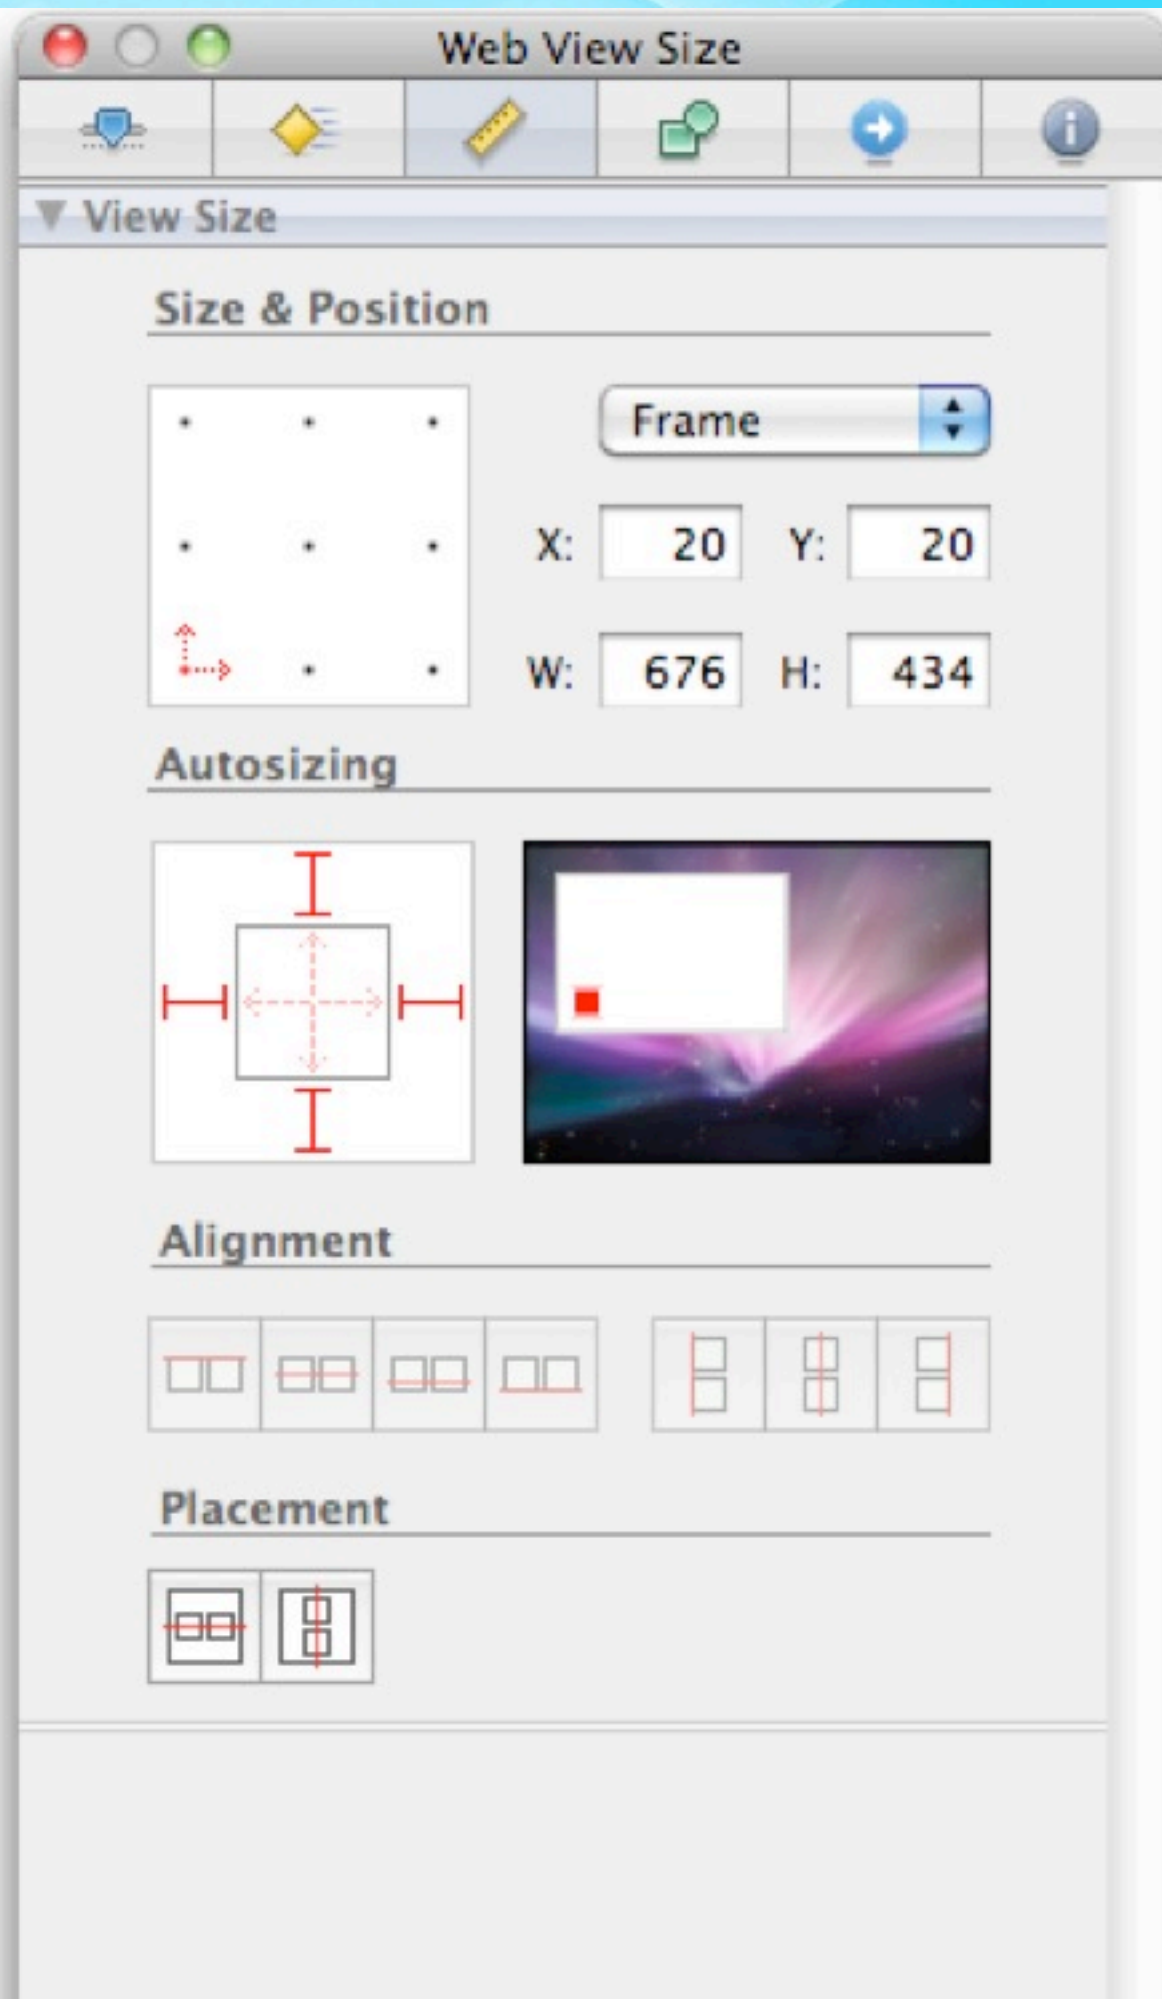 Web View Size
View Size
Size & Position
Frame
X: 20 Y: 20
W: 676 H: 434
Autosizing
Alignment
Placement